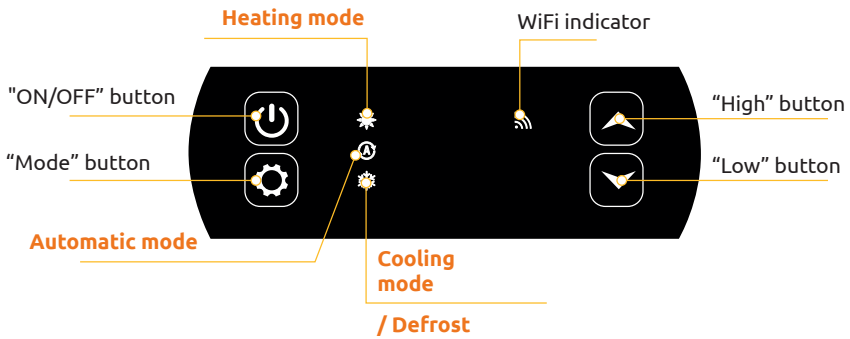 Heating mode
WiFi indicator
"ON/OFF” button
“High” button
“Mode” button
A
“Low” button
Automatic mode
Cooling
mode
/ Defrost